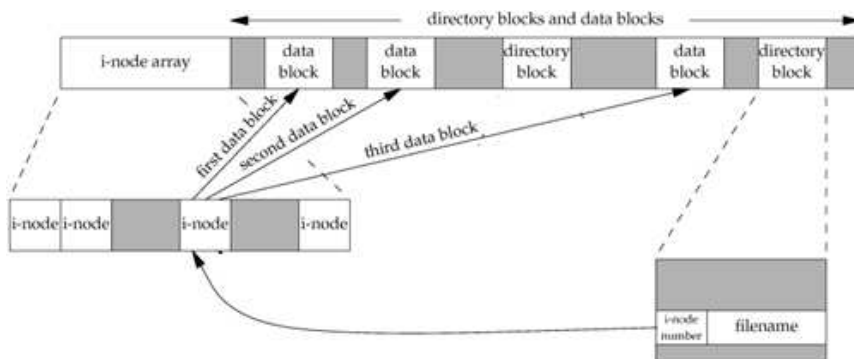 directory blocks and data blocks
i-node array
data
block
data
block
directory
block
data
block
directory
block
first data block
second data block
third data block
i-node
i-node
i-node
i-node
i-node
number
filename